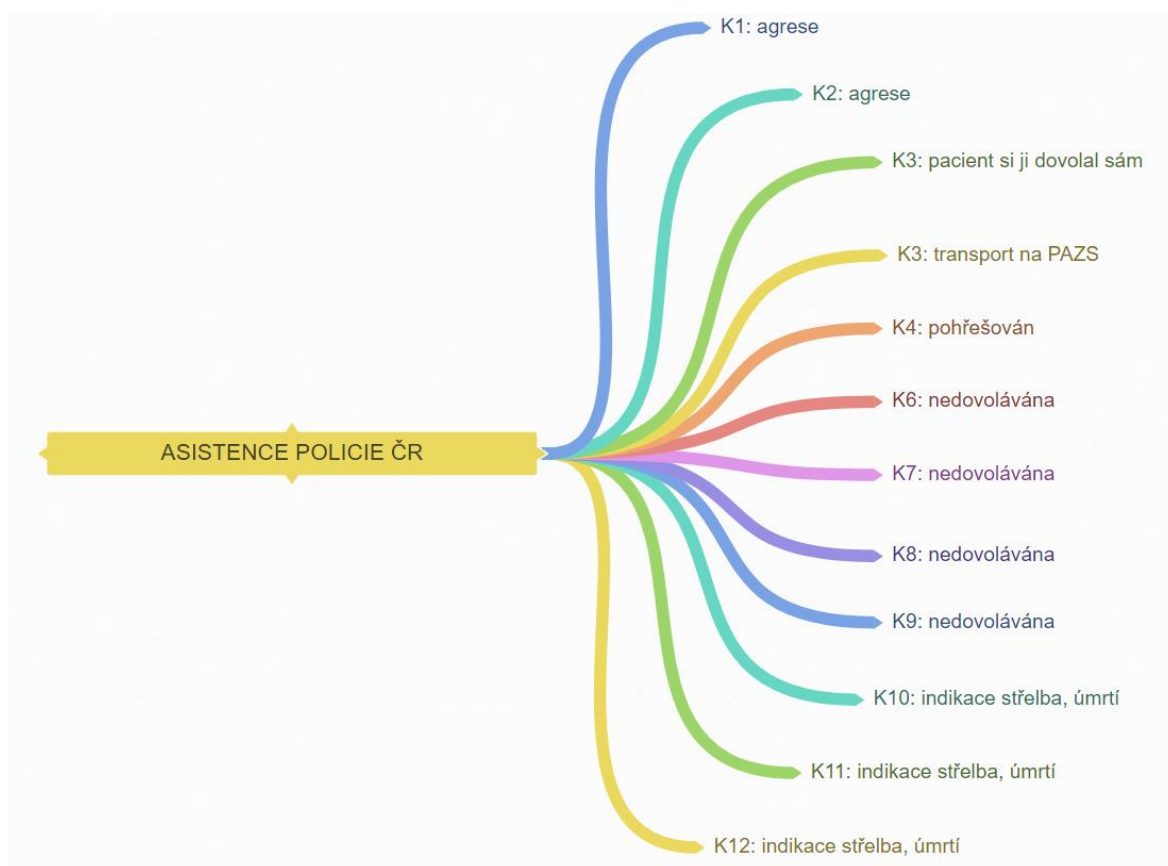 K1: agrese
K2: agrese
K3: pacient si ji dovolal sám
K3: transport na PAZS
K4: pohřešován
K6: nedovolávána
ASISTENCE POLICIE ČR
K7: nedovolávána
K8: nedovolávána
K9: nedovolávána
K10: indikace střelba, úmrtí
K11: indikace střelba, úmrtí
K12: indikace střelba, úmrtí